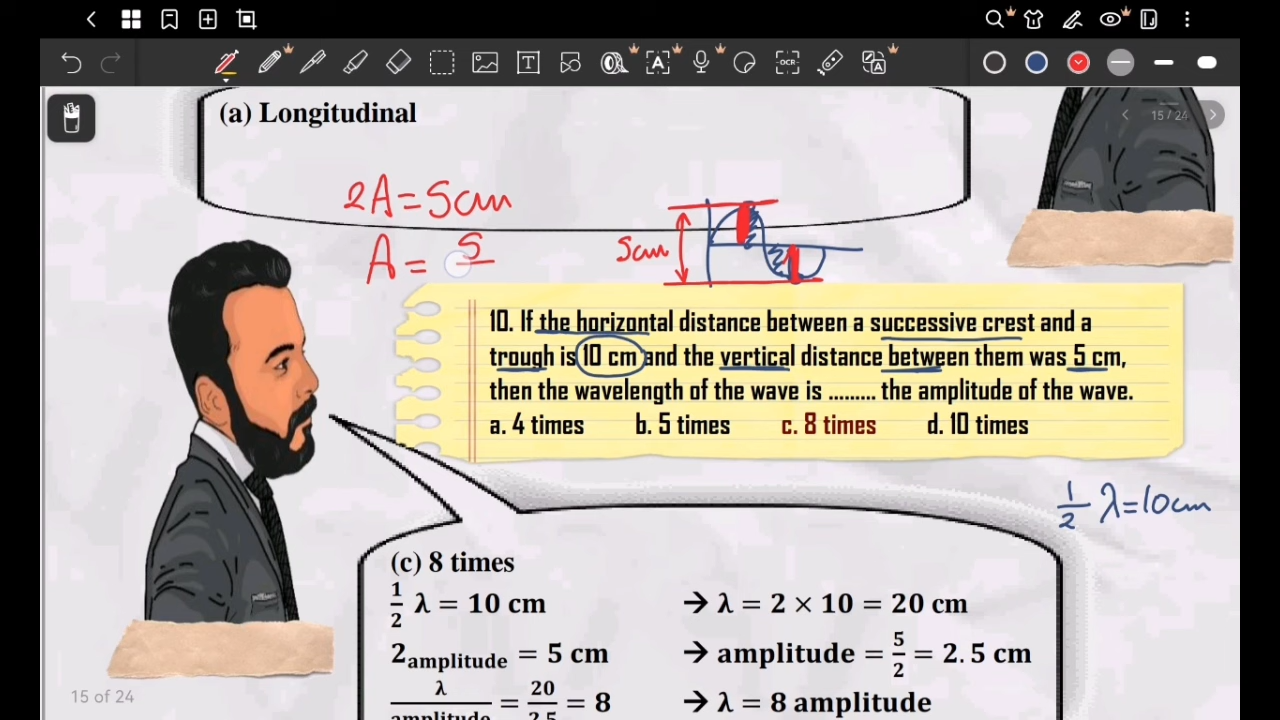 15 / 24
(a) Longitudinal
2A = 5cm
A = 5
5cm
10. If the horizontal distance between a successive crest and a
trough is 10 cm and the vertical distance between them was 5 cm,
then the wavelength of the wave is ......... the amplitude of the wave.
a. 4 times b. 5 times c. 8 times d. 10 times
1/2 λ = 10cm
(c) 8 times
1/2 λ = 10 cm → λ = 2 × 10 = 20 cm
2 amplitude = 5 cm → amplitude = 5/2 = 2.5 cm
λ/amplitude = 20/2.5 = 8 → λ = 8 amplitude
15 of 24